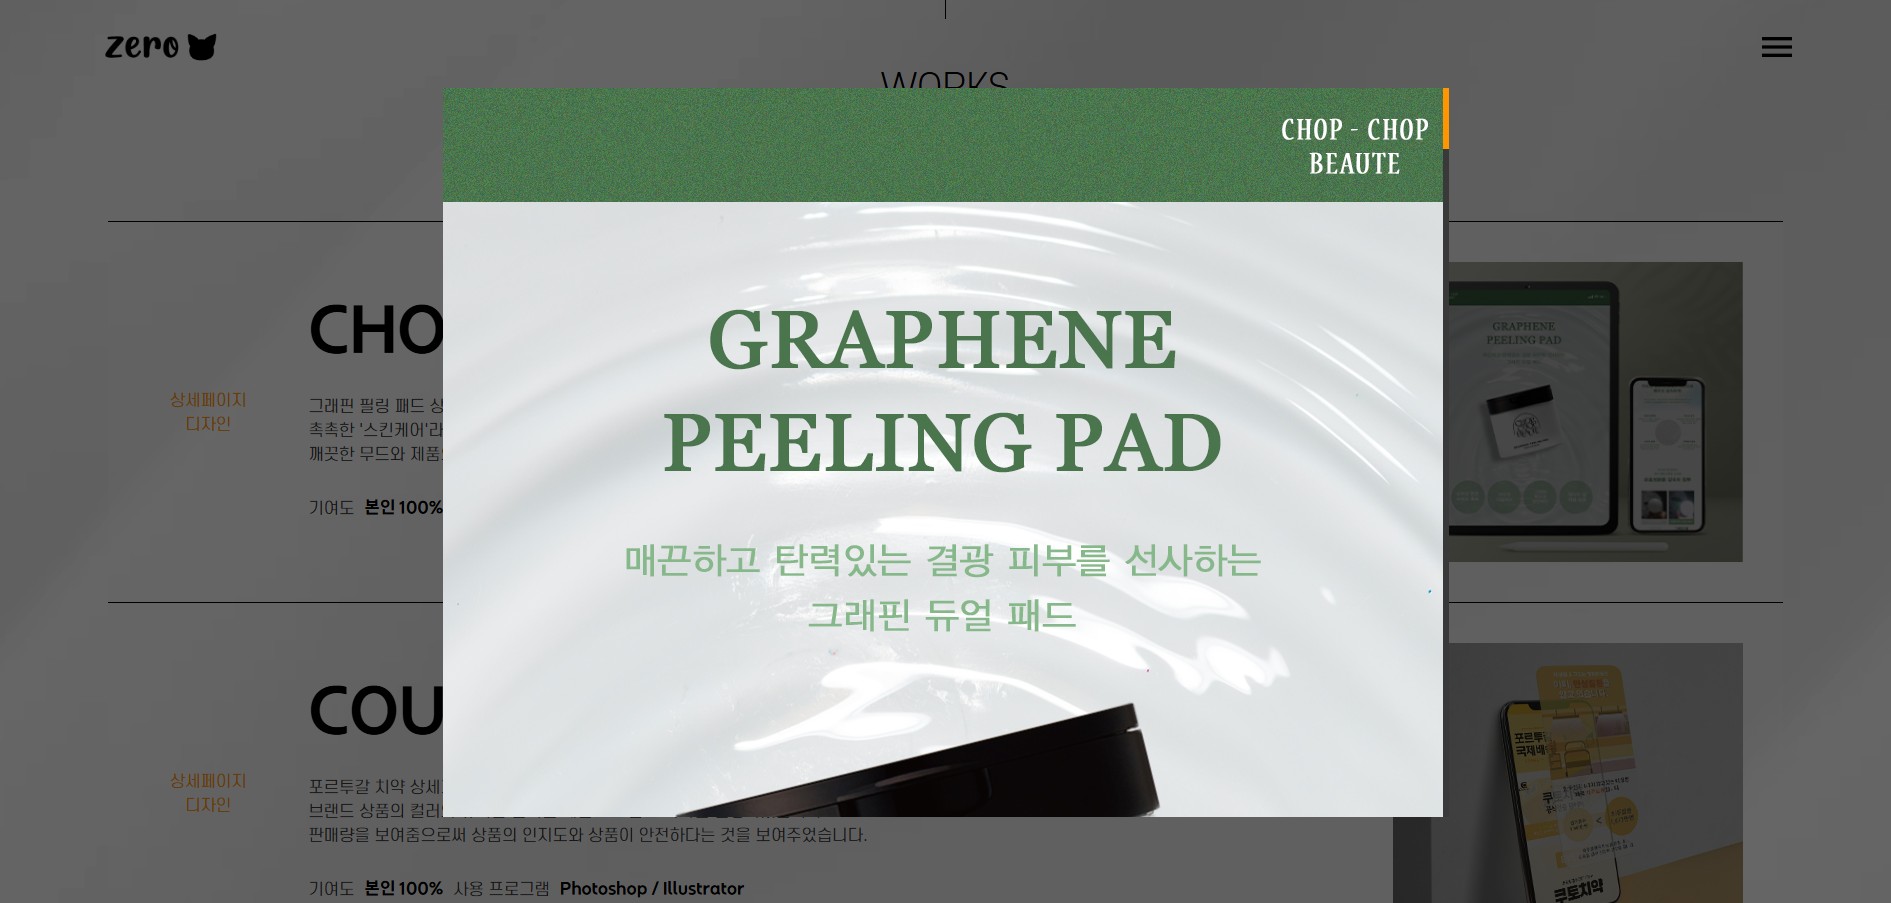 zero
WORKS
CHOP - CHOP
BEAUTE
GRAPHENE
PEELING PAD
매끈하고 탄력있는 결광 피부를 선사하는
그래핀 듀얼 패드
CHO
상세페이지
디자인
그래핀 필링 패드 상
촉촉한 '스킨케어'라
깨끗한 무드와 제품
기여도 본인 100%
GRAPHENE
PEELING PAD
COU
상세페이지
디자인
포르투갈 치약 상세
브랜드 상품의 컬러
판매량을 보여줌으로써 상품의 인지도와 상품이 안전하다는 것을 보여주었습니다.
기여도 본인 100% 사용 프로그램 Photoshop / Illustrator
포르투
국제배
쿠토치약